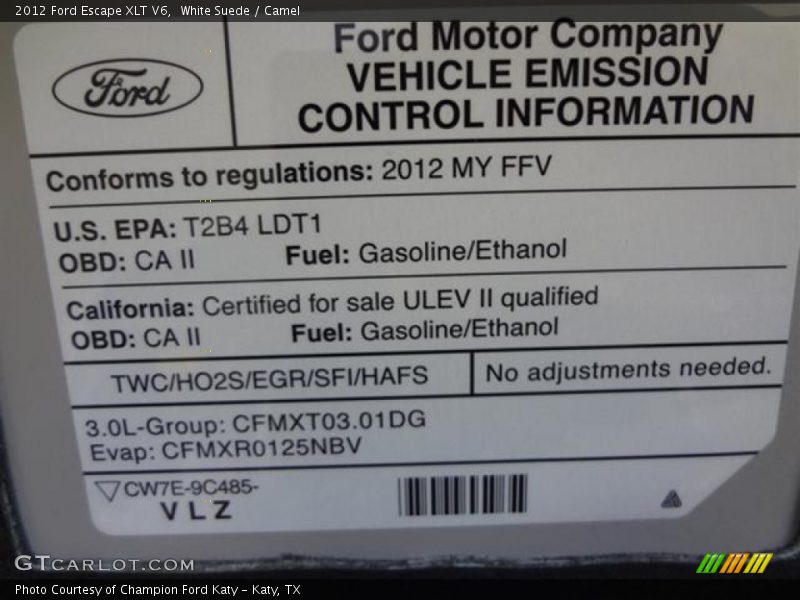 2012 Ford Escape XLT V6,  White Suede / Camel
Ford
Ford Motor Company
VEHICLE EMISSION
CONTROL INFORMATION
Conforms to regulations: 2012 MY FFV
U.S. EPA: T2B4 LDT1
OBD: CA II Fuel: Gasoline/Ethanol
California: Certified for sale ULEV II qualified
OBD: CA II Fuel: Gasoline/Ethanol
TWC/HO2S/EGR/SFI/HAFS No adjustments needed.
3.0L-Group: CFMXT03.01DG
Evap: CFMXR0125NBV
CW7E-9C485-
VLZ
GTCARLOT.COM
Photo Courtesy of Champion Ford Katy – Katy, TX